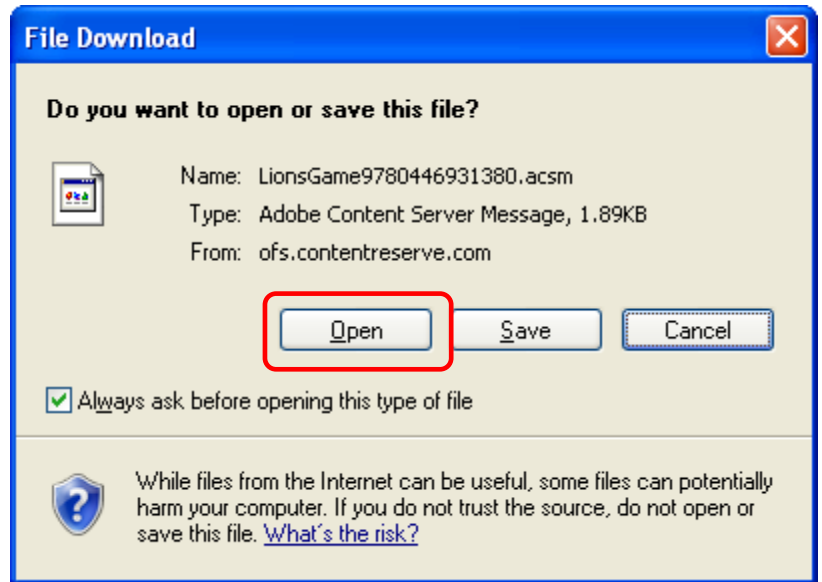 File Download
Do you want to open or save this file?
Name: LionsGame9780446931380.acsm
Type: Adobe Content Server Message, 1.89KB
From: ofs.contentreserve.com
Open Save Cancel
Always ask before opening this type of file
While files from the Internet can be useful, some files can potentially
harm your computer. If you do not trust the source, do not open or
save this file. What's the risk?